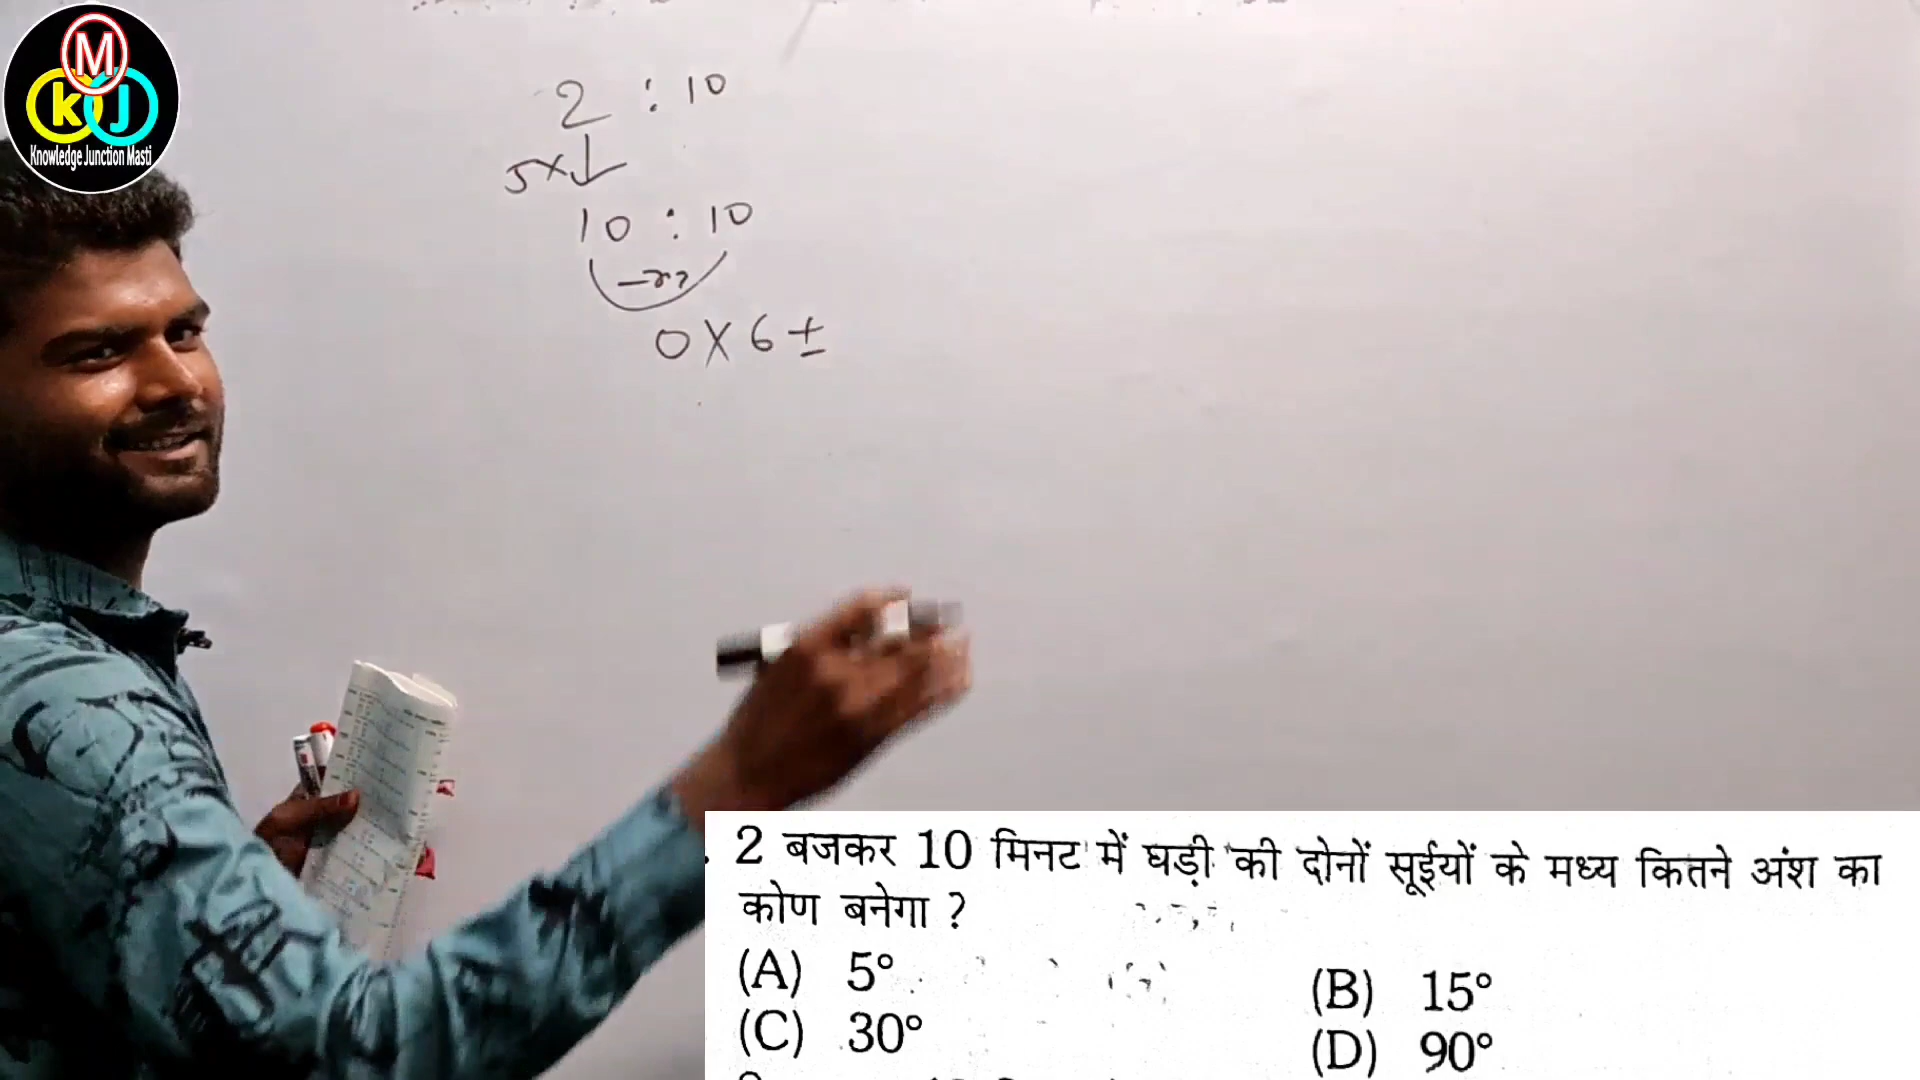 M
k J
Knowledge Junction Masti
2 : 10
5×
10 : 10
0 X 6 ±
2 बजकर 10 मिनट में घड़ी की दोनों सूईयों के मध्य कितने अंश का
कोण बनेगा ?
(A) 5° (B) 15°
(C) 30° (D) 90°